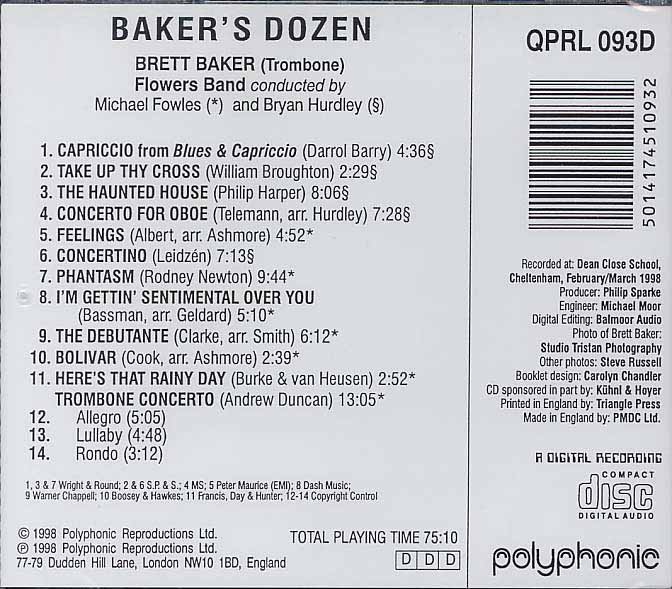 BAKER'S DOZEN
BRETT BAKER (Trombone)
Flowers Band conducted by
Michael Fowles (*) and Bryan Hurdley (§)
1. CAPRICCIO from Blues & Capriccio (Darrol Barry) 4:36§
2. TAKE UP THY CROSS (William Broughton) 2:29§
3. THE HAUNTED HOUSE (Philip Harper) 8:06§
4. CONCERTO FOR OBOE (Telemann, arr. Hurdley) 7:28§
5. FEELINGS (Albert, arr. Ashmore) 4:52*
6. CONCERTINO (Leidzén) 7:13§
7. PHANTASM (Rodney Newton) 9:44*
8. I'M GETTIN' SENTIMENTAL OVER YOU
(Bassman, arr. Geldard) 5:10*
9. THE DEBUTANTE (Clarke, arr. Smith) 6:12*
10. BOLIVAR (Cook, arr. Ashmore) 2:39*
11. HERE'S THAT RAINY DAY (Burke & van Heusen) 2:52*
TROMBONE CONCERTO (Andrew Duncan) 13:05*
12. Allegro (5:05)
13. Lullaby (4:48)
14. Rondo (3:12)
1, 3 & 7 Wright & Round; 2 & 6 S.P. & S.; 4 MS; 5 Peter Maurice (EMI); 8 Dash Music;
9 Warner Chappell; 10 Boosey & Hawkes; 11 Francis, Day & Hunter; 12-14 Copyright Control
© 1998 Polyphonic Reproductions Ltd.
℗ 1998 Polyphonic Reproductions Ltd.
77-79 Dudden Hill Lane, London NW10 1BD, England
TOTAL PLAYING TIME 75:10
D D D
QPRL 093D
5014174510932
Recorded at: Dean Close School,
Cheltenham, February/March 1998
Producer: Philip Sparke
Engineer: Michael Moor
Digital Editing: Balmoor Audio
Photo of Brett Baker:
Studio Tristan Photography
Other photos: Steve Russell
Booklet design: Carolyn Chandler
CD sponsored in part by: Kühnl & Hoyer
Printed in England by: Triangle Press
Made in England by: PMDC Ltd.
A DIGITAL RECORDING
COMPACT
disc
DIGITAL AUDIO
polyphonic